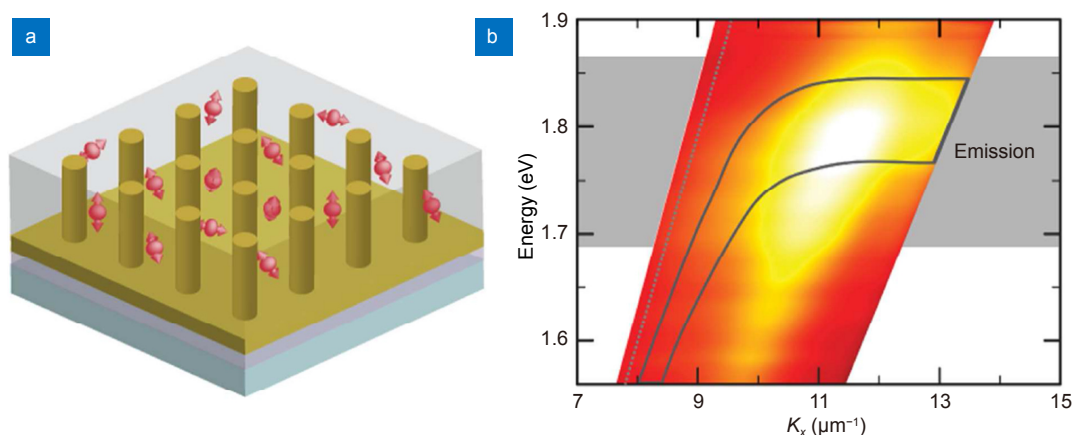 a
b
1.9
1.8
1.7
1.6
Energy (eV)
Emission
7
9
11
13
15
Kₓ (μm⁻¹)